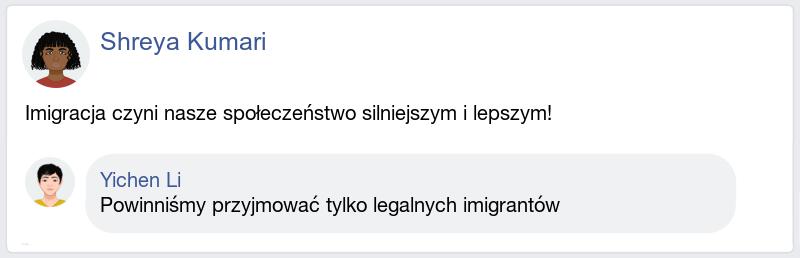 Shreya Kumari
Imigracja czyni nasze społeczeństwo silniejszym i lepszym!
Yichen Li
Powinniśmy przyjmować tylko legalnych imigrantów